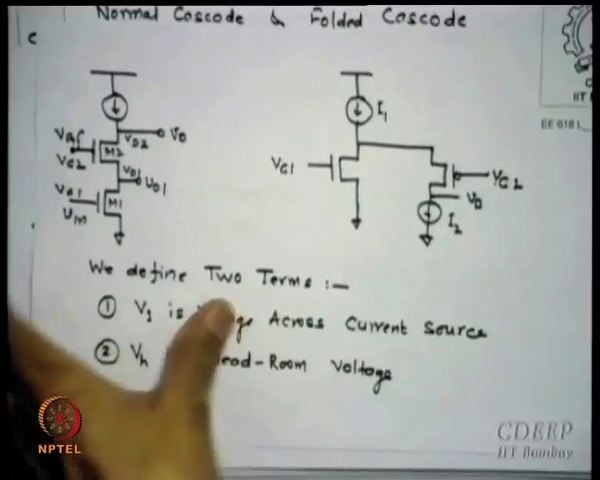 Normal Cascode & Folded Cascode
c
IIT
EE 618 L
I1
VO
VD2
VG2
M2
VD1
VO1
VG1
M1
Vin
VG1
VG2
VO
I2
We define Two Terms :-
① V1 is Across Current Source
② Vh Room Voltage
NPTEL
CDEEP
IIT Bombay